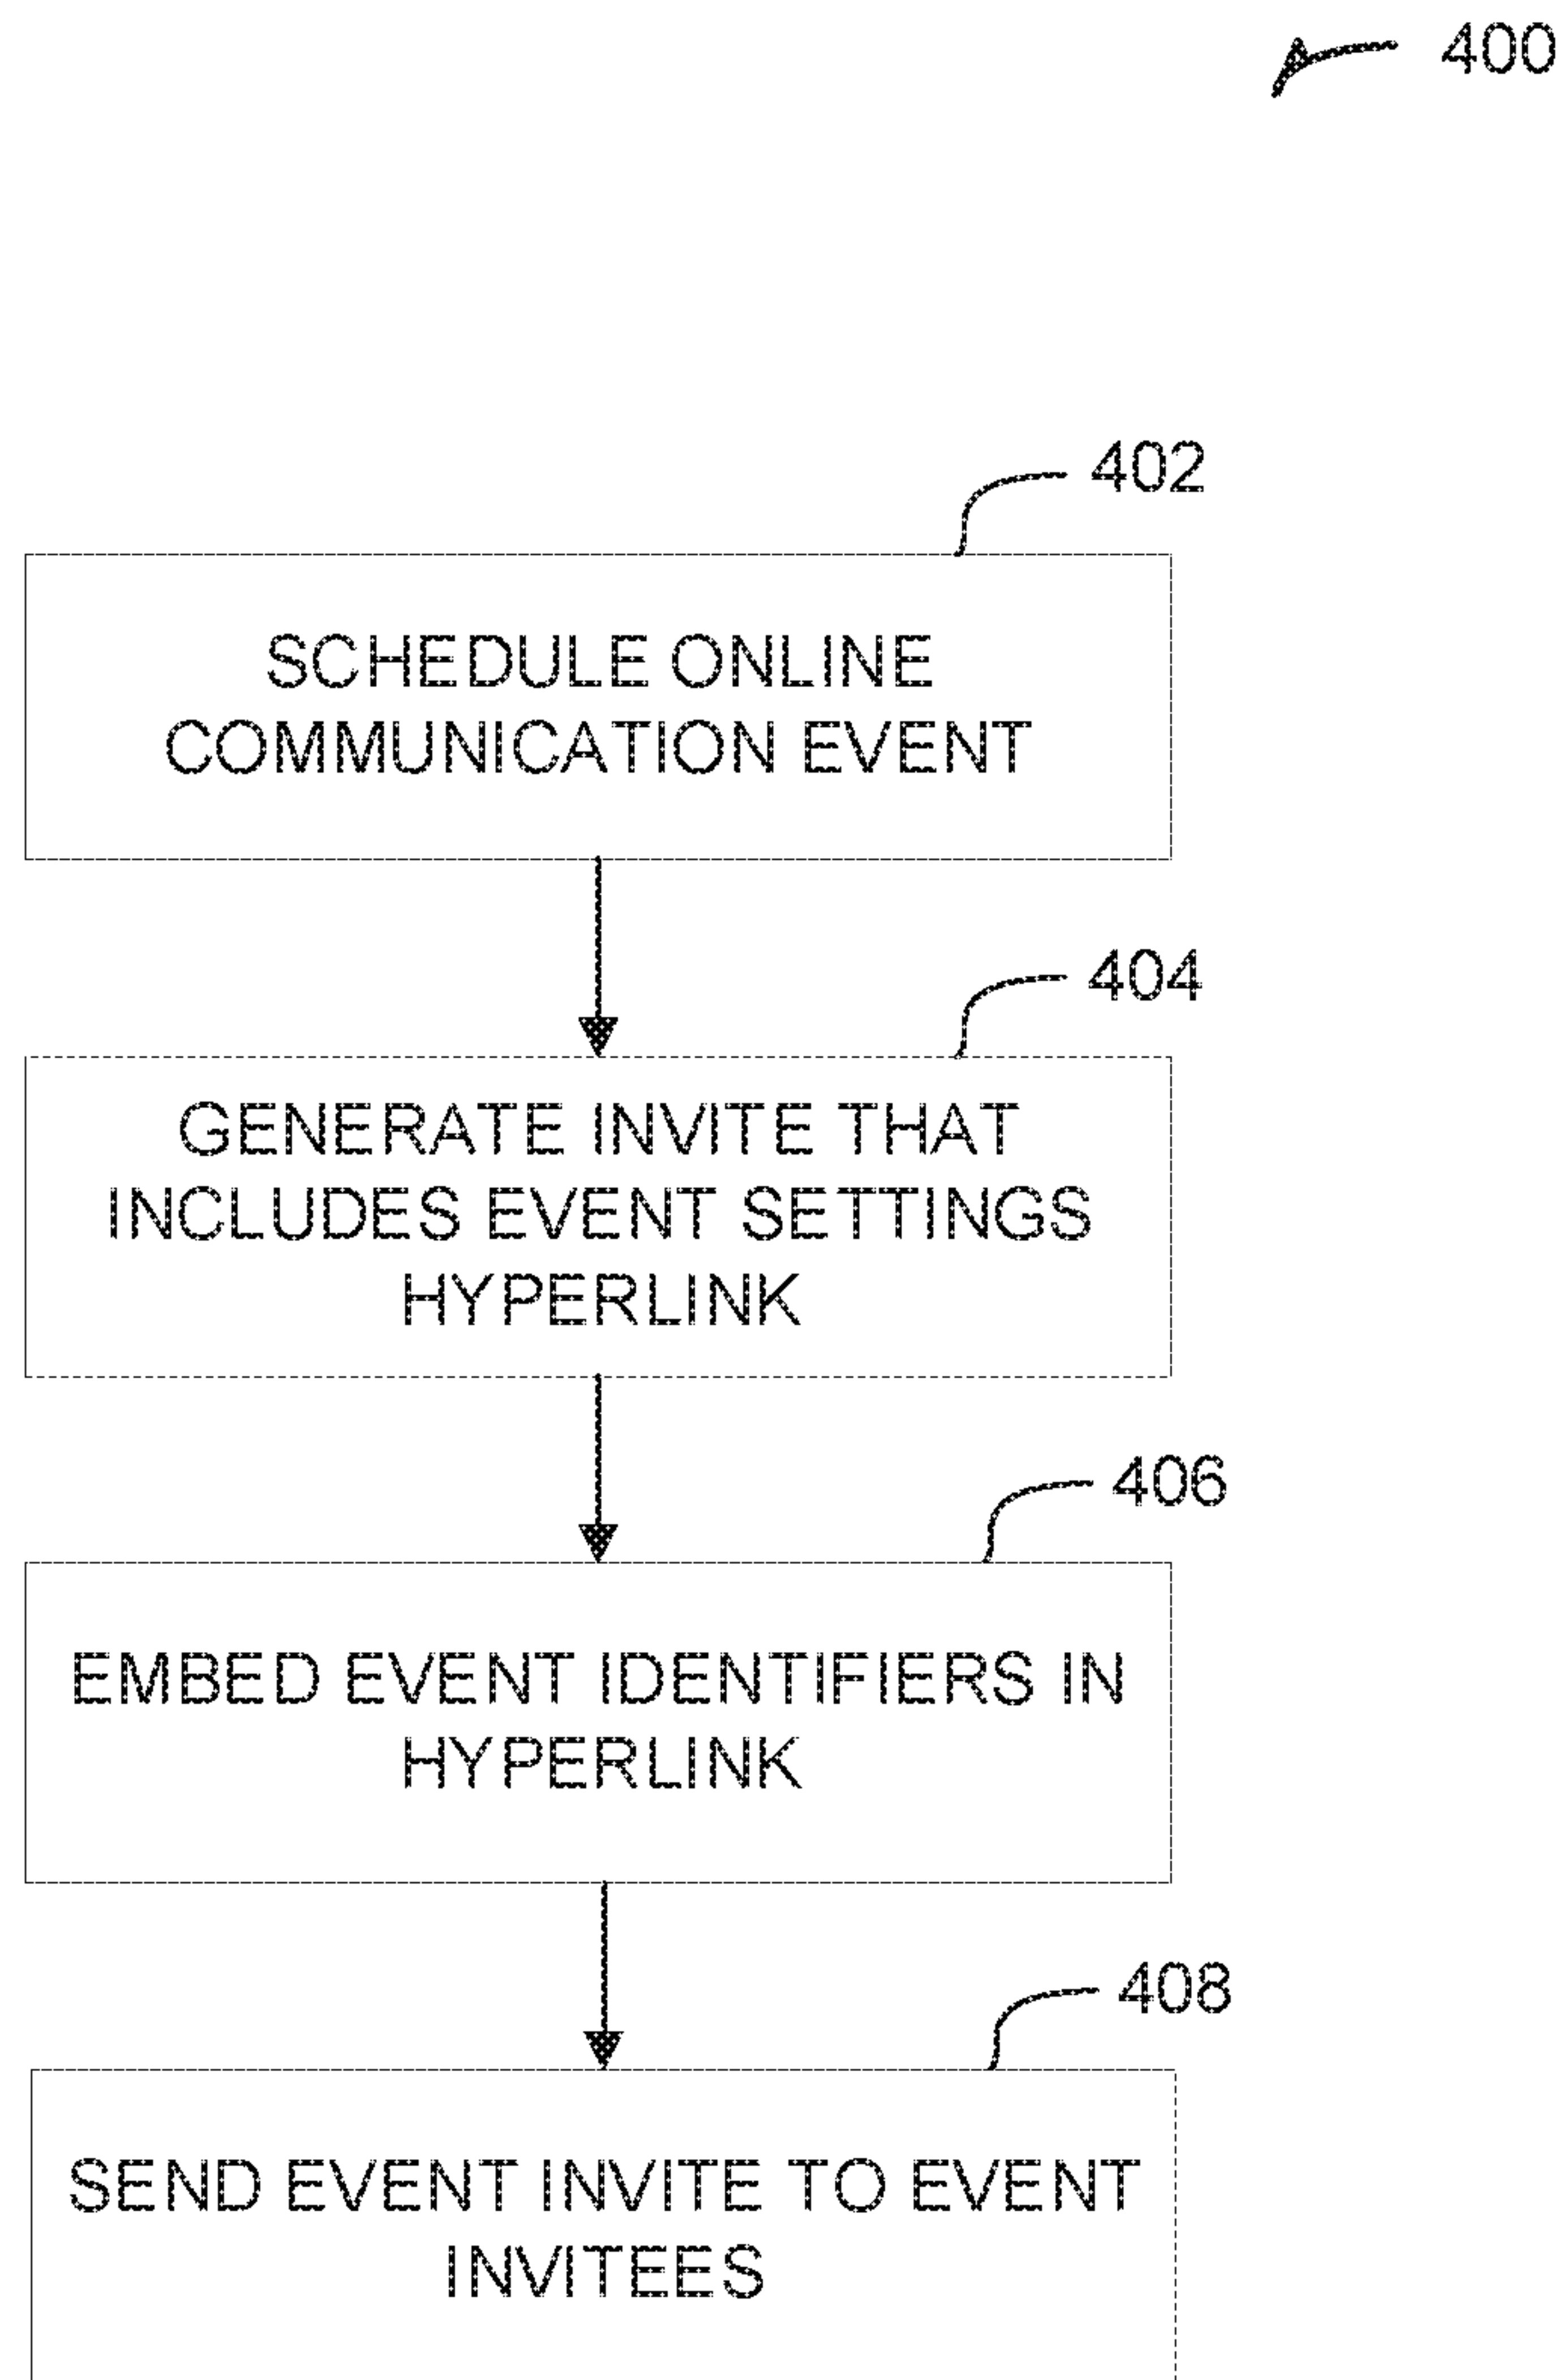 400
402
SCHEDULE ONLINE
COMMUNICATION EVENT
404
GENERATE INVITE THAT
INCLUDES EVENT SETTINGS
HYPERLINK
406
EMBED EVENT IDENTIFIERS IN
HYPERLINK
408
SEND EVENT INVITE TO EVENT
INVITEES